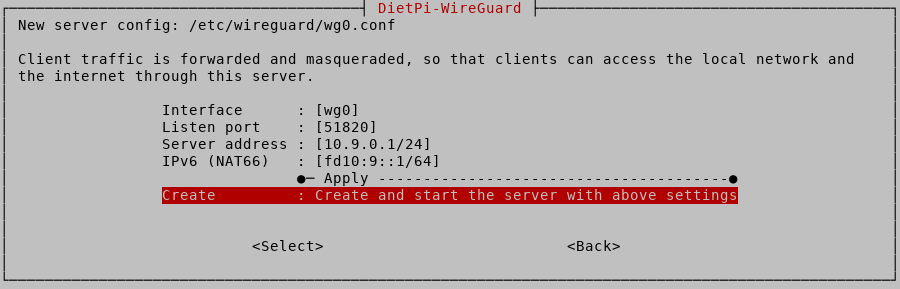 DietPi-WireGuard
New server config: /etc/wireguard/wg0.conf
Client traffic is forwarded and masqueraded, so that clients can access the local network and
the internet through this server.
Interface      : [wg0]
Listen port    : [51820]
Server address : [10.9.0.1/24]
IPv6 (NAT66)   : [fd10:9::1/64]
●─ Apply ---------------------------------------●
Create         : Create and start the server with above settings
<Select>                           <Back>